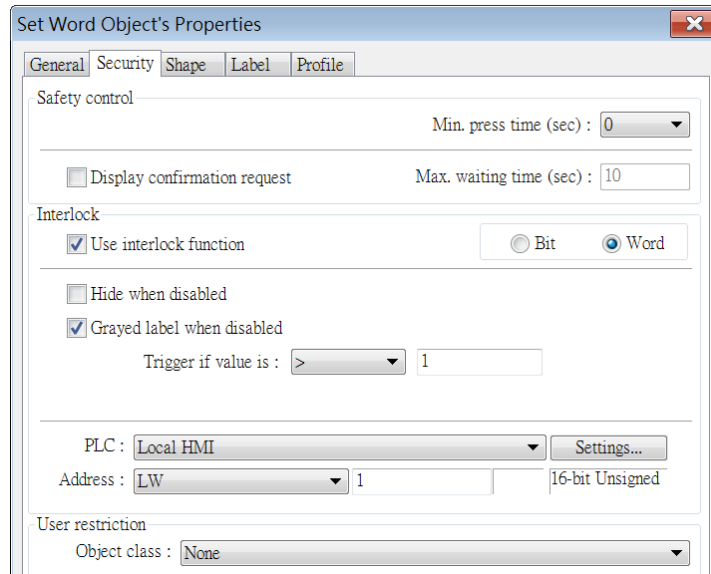 Set Word Object's Properties
General Security Shape Label Profile
Safety control
Min. press time (sec) : 0
Display confirmation request Max. waiting time (sec) : 10
Interlock
Use interlock function Bit Word
Hide when disabled
Grayed label when disabled
Trigger if value is : > 1
PLC : Local HMI Settings...
Address : LW 1 16-bit Unsigned
User restriction
Object class : None